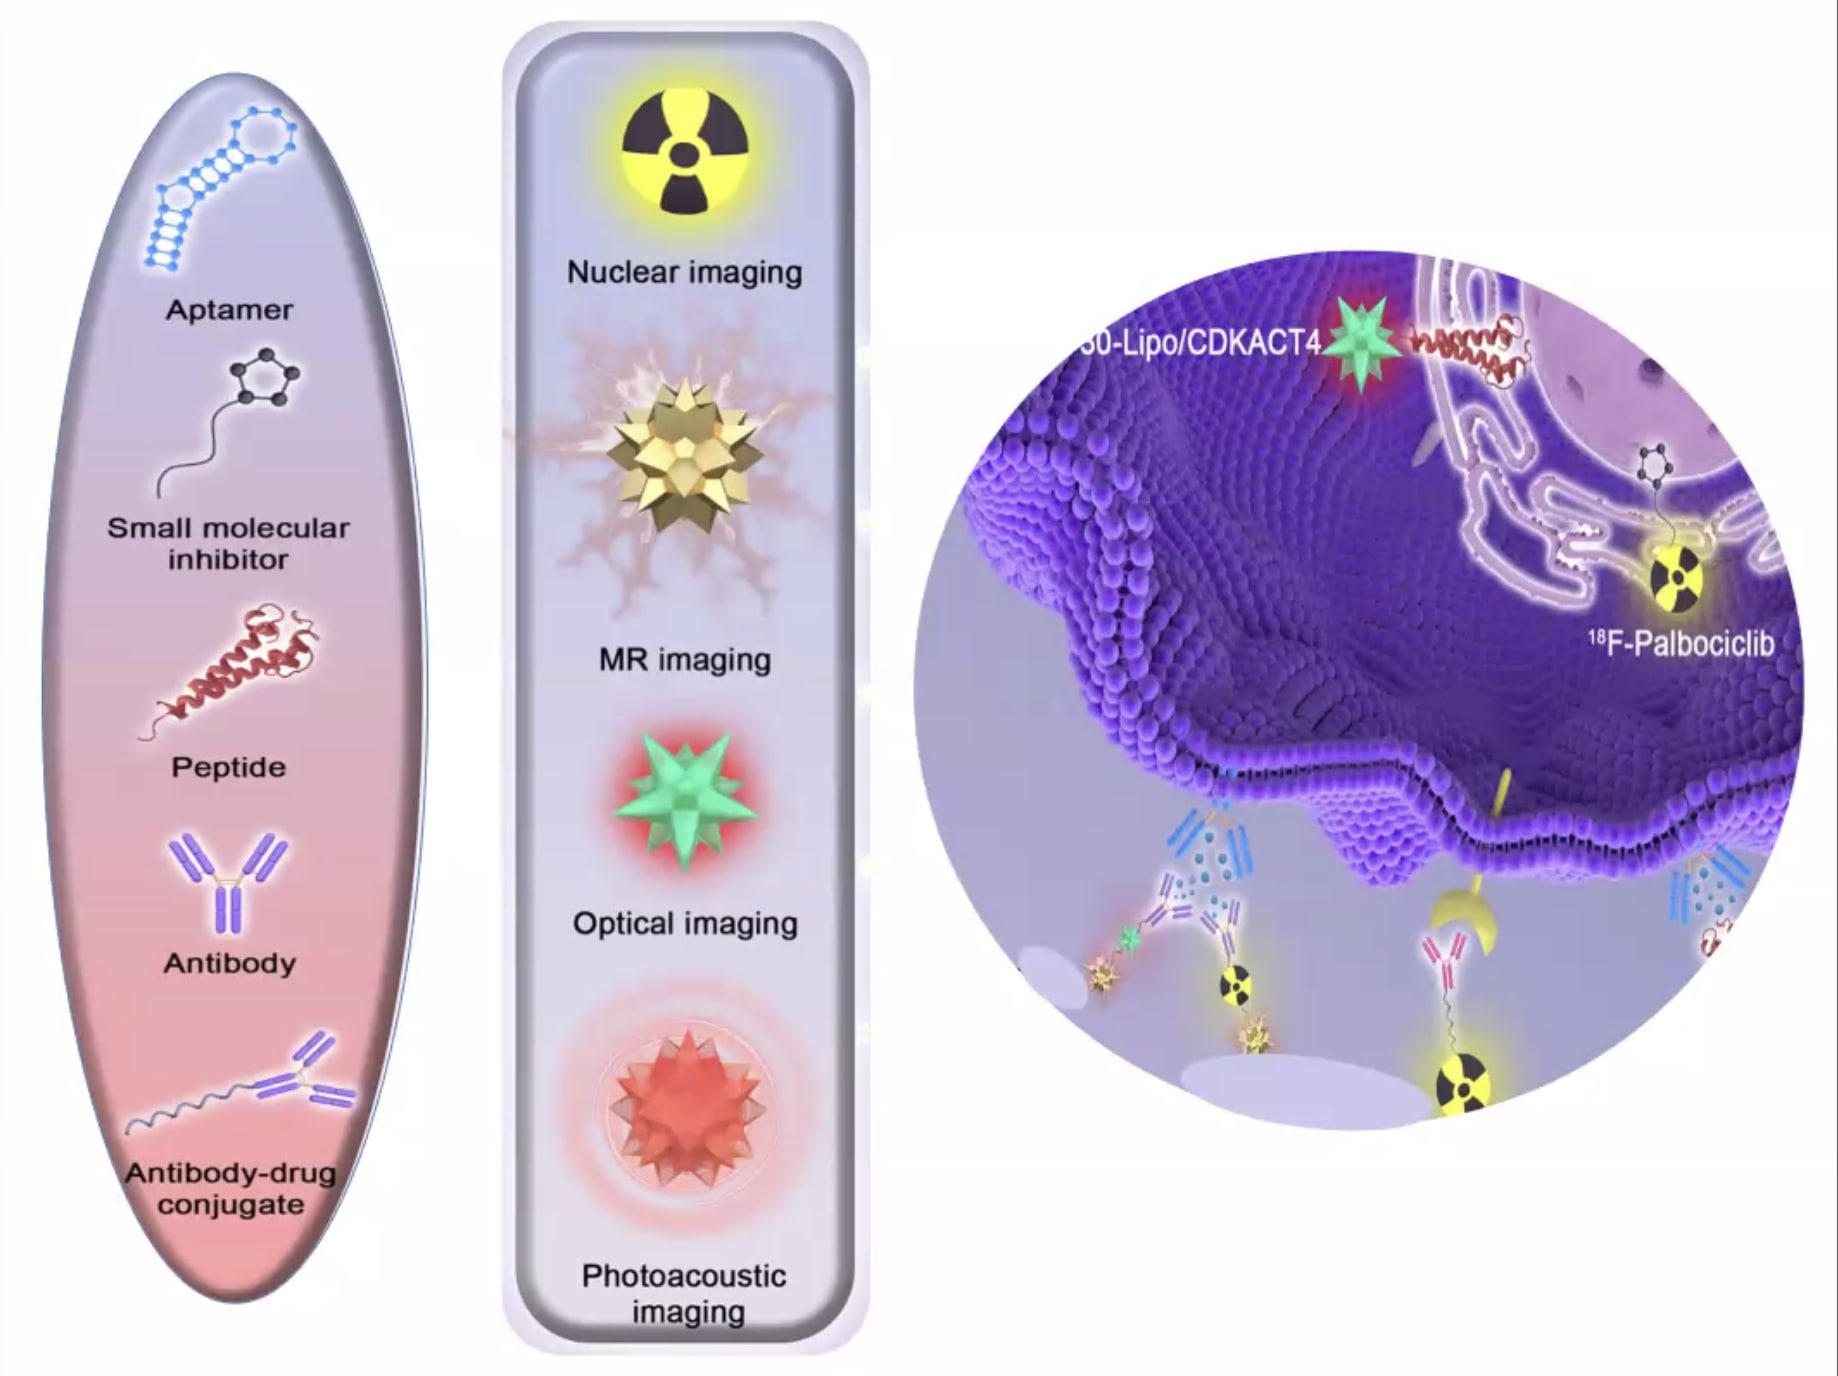 Aptamer
Small molecular
inhibitor
Peptide
Antibody
Antibody-drug
conjugate
Nuclear imaging
MR imaging
Optical imaging
Photoacoustic
imaging
30-Lipo/CDKACT4
¹⁸F-Palbociclib